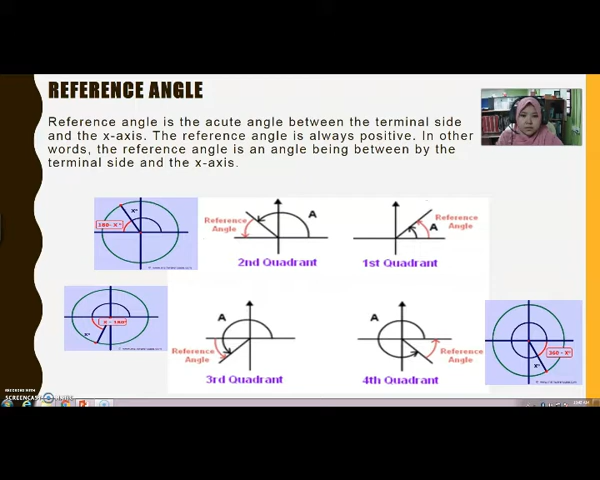 REFERENCE ANGLE
Reference angle is the acute angle between the terminal side
and the x-axis. The reference angle is always positive. In other
words, the reference angle is an angle being between by the
terminal side and the x-axis.
180-X°
X°
Reference
Angle
A
2nd Quadrant
Reference
Angle
A
1st Quadrant
X°
A
Reference
Angle
3rd Quadrant
A
Reference
Angle
4th Quadrant
360-X°
X°
SCREENCAST